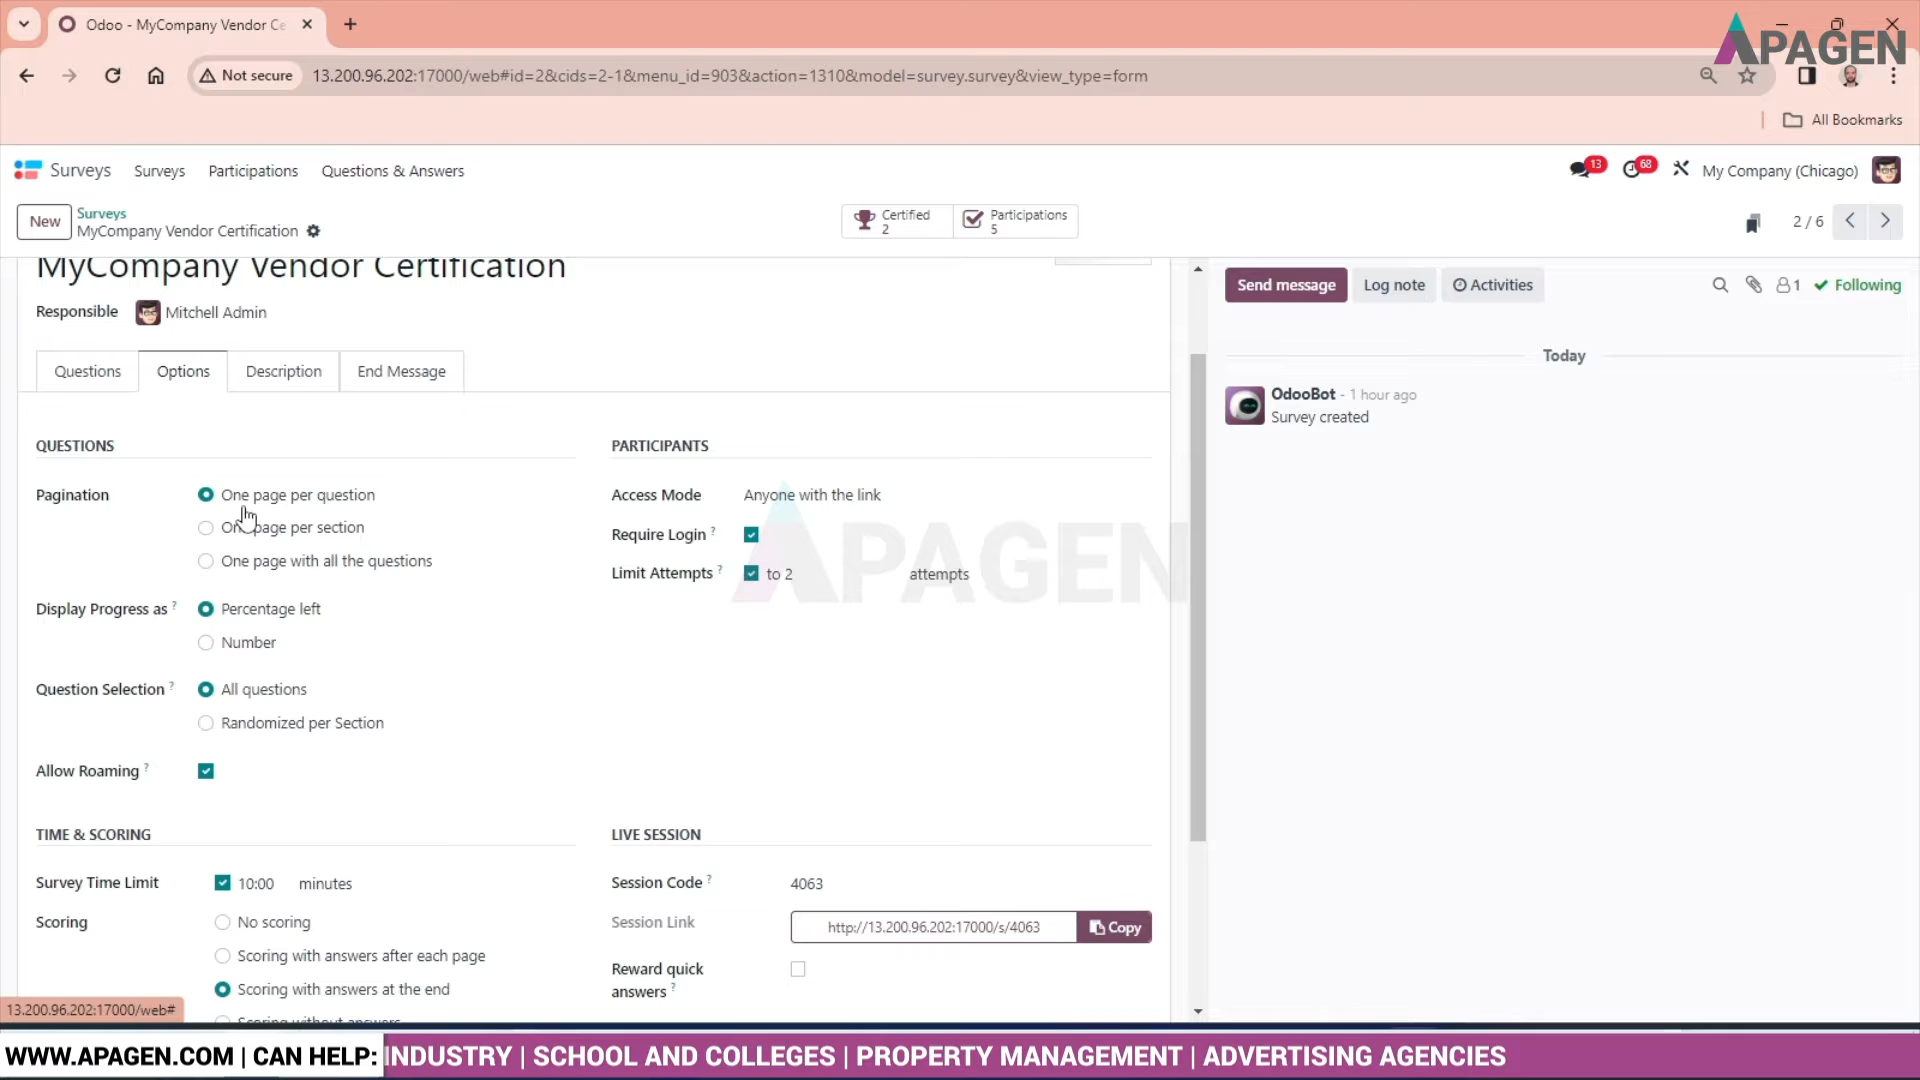 Odoo - MyCompany Vendor Ce
APAGEN
Not secure
13.200.96.202:17000/web#id=2&cids=2-1&menu_id=903&action=1310&model=survey.survey&view_type=form
All Bookmarks
Surveys
Surveys
Participations
Questions & Answers
13
68
My Company (Chicago)
New
Surveys
MyCompany Vendor Certification
Certified
2
Participations
5
2 / 6
MyCompany Vendor Certification
Responsible
Mitchell Admin
Send message
Log note
Activities
1
Following
Questions
Options
Description
End Message
Today
OdooBot - 1 hour ago
Survey created
QUESTIONS
Pagination
One page per question
One page per section
One page with all the questions
Display Progress as ?
Percentage left
Number
Question Selection ?
All questions
Randomized per Section
Allow Roaming ?
PARTICIPANTS
Access Mode
Anyone with the link
Require Login ?
Limit Attempts ?
to 2
attempts
APAGEN
TIME & SCORING
Survey Time Limit
10:00
minutes
Scoring
No scoring
Scoring with answers after each page
Scoring with answers at the end
Scoring without answers
LIVE SESSION
Session Code ?
4063
Session Link
http://13.200.96.202:17000/s/4063
Copy
Reward quick
answers ?
13.200.96.202:17000/web#
WWW.APAGEN.COM | CAN HELP: INDUSTRY | SCHOOL AND COLLEGES | PROPERTY MANAGEMENT | ADVERTISING AGENCIES